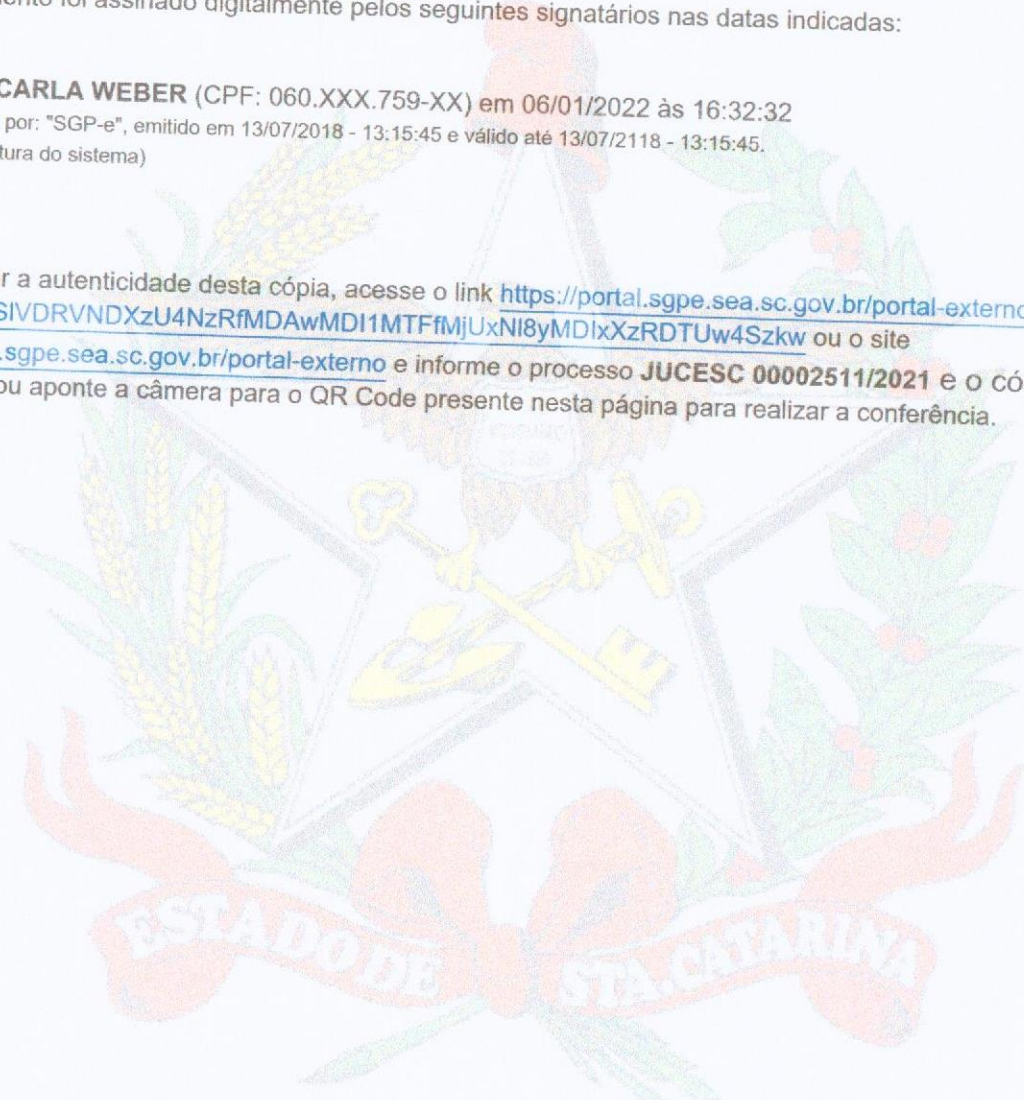 ento foi assinado digitalmente pelos seguintes signatários nas datas indicadas:
CARLA WEBER (CPF: 060.XXX.759-XX) em 06/01/2022 às 16:32:32
por: "SGP-e", emitido em 13/07/2018 - 13:15:45 e válido até 13/07/2118 - 13:15:45.
tura do sistema)
r a autenticidade desta cópia, acesse o link https://portal.sgpe.sea.sc.gov.br/portal-externo
SlVDRVNDXzU4NzRfMDAwMDI1MTFfMjUxNl8yMDIxXzRDTUw4Szkw ou o site
.sgpe.sea.sc.gov.br/portal-externo e informe o processo JUCESC 00002511/2021 e o có
ou aponte a câmera para o QR Code presente nesta página para realizar a conferência.
ESTADO DE STA.CATARINA